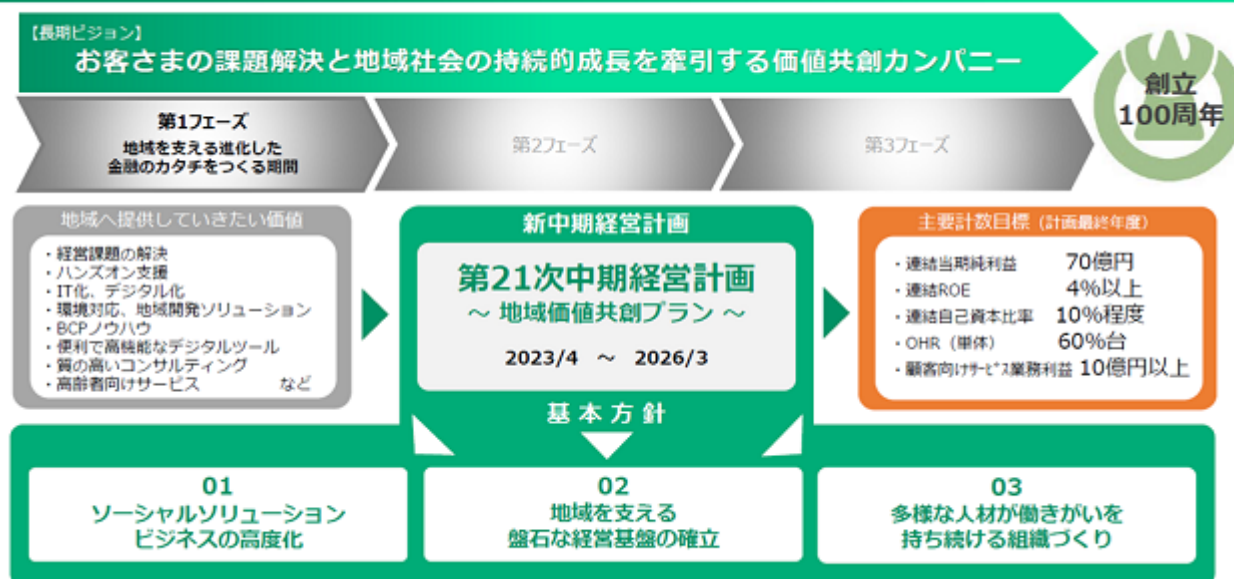 【長期ビジョン】
お客さまの課題解決と地域社会の持続的成長を牽引する価値共創カンパニー
創立
100周年
第1フェーズ
地域を支える進化した
金融のカタチをつくる期間
第2フェーズ
第3フェーズ
地域へ提供していきたい価値
・経営課題の解決
・ハンズオン支援
・IT化、デジタル化
・環境対応、地域開発ソリューション
・BCPノウハウ
・便利で高機能なデジタルツール
・質の高いコンサルティング
・高齢者向けサービス など
新中期経営計画
第21次中期経営計画
～ 地域価値共創プラン ～
2023/4 ～ 2026/3
主要計数目標（計画最終年度）
・連結当期純利益 70億円
・連結ROE 4%以上
・連結自己資本比率 10%程度
・OHR（単体） 60%台
・顧客向けｻｰﾋﾞｽ業務利益 10億円以上
基本方針
01
ソーシャルソリューション
ビジネスの高度化
02
地域を支える
盤石な経営基盤の確立
03
多様な人材が働きがいを
持ち続ける組織づくり